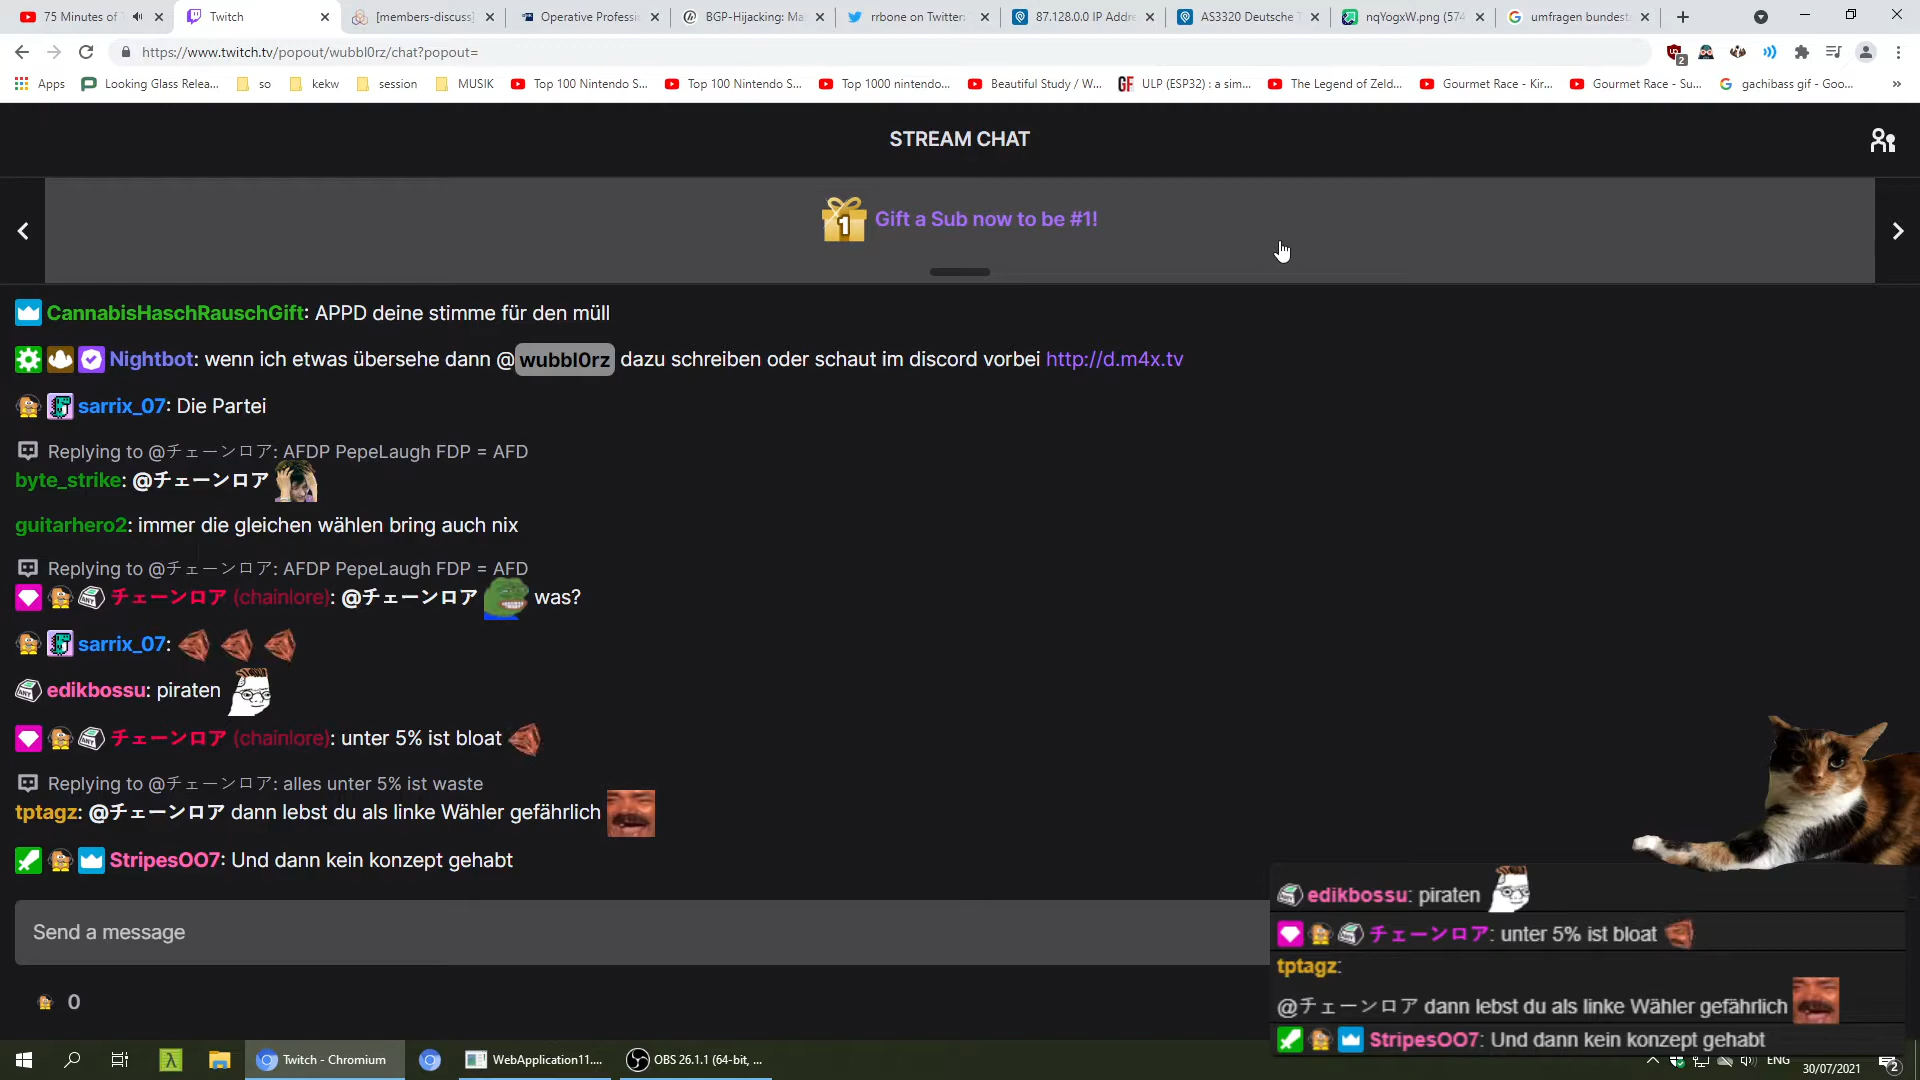 75 Minutes of
Twitch
[members-discuss]
Operative Professi
BGP-Hijacking: Ma
rrbone on Twitter:
87.128.0.0 IP Addre
AS3320 Deutsche T
nqYogxW.png (574
umfragen bundest
https://www.twitch.tv/popout/wubbl0rz/chat?popout=
2
Apps
Looking Glass Relea...
so
kekw
session
MUSIK
Top 100 Nintendo S...
Top 100 Nintendo S...
Top 1000 nintendo...
Beautiful Study / W...
ULP (ESP32) : a sim...
The Legend of Zeld...
Gourmet Race - Kir...
Gourmet Race - Su...
gachibass gif - Goo...
»
STREAM CHAT
1 Gift a Sub now to be #1!
CannabisHaschRauschGift: APPD deine stimme für den müll
Nightbot: wenn ich etwas übersehe dann @wubbl0rz dazu schreiben oder schaut im discord vorbei http://d.m4x.tv
sarrix_07: Die Partei
Replying to @チェーンロア: AFDP PepeLaugh FDP = AFD
byte_strike: @チェーンロア
guitarhero2: immer die gleichen wählen bring auch nix
Replying to @チェーンロア: AFDP PepeLaugh FDP = AFD
チェーンロア (chainlore): @チェーンロア was?
sarrix_07:
edikbossu: piraten
チェーンロア (chainlore): unter 5% ist bloat
Replying to @チェーンロア: alles unter 5% ist waste
tptagz: @チェーンロア dann lebst du als linke Wähler gefährlich
StripesOO7: Und dann kein konzept gehabt
Send a message
0
edikbossu: piraten
チェーンロア: unter 5% ist bloat
tptagz:
@チェーンロア dann lebst du als linke Wähler gefährlich
StripesOO7: Und dann kein konzept gehabt
Twitch - Chromium
WebApplication11....
OBS 26.1.1 (64-bit, ...
ENG
30/07/2021
2